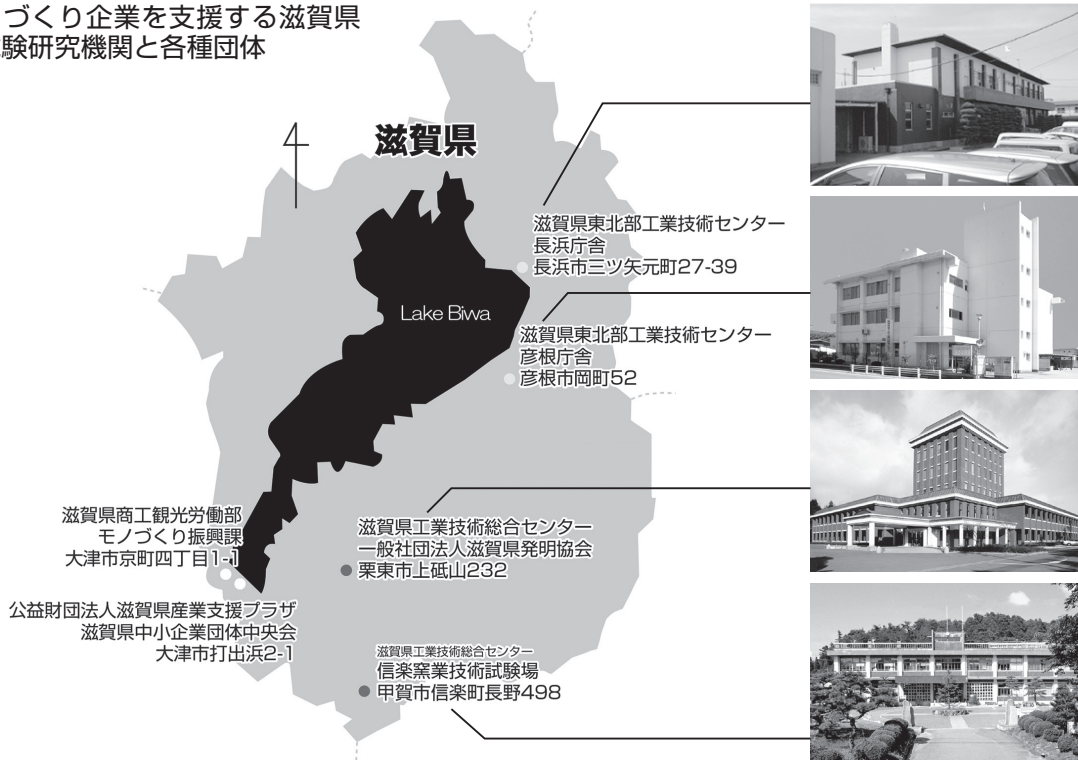 づくり企業を支援する滋賀県
験研究機関と各種団体
滋賀県
滋賀県東北部工業技術センター
長浜庁舎
長浜市三ツ矢元町27-39
Lake Biwa
滋賀県東北部工業技術センター
彦根庁舎
彦根市岡町52
滋賀県商工観光労働部
モノづくり振興課
大津市京町四丁目1-1
滋賀県工業技術総合センター
一般社団法人滋賀県発明協会
栗東市上砥山232
公益財団法人滋賀県産業支援プラザ
滋賀県中小企業団体中央会
大津市打出浜2-1
滋賀県工業技術総合センター
信楽窯業技術試験場
甲賀市信楽町長野498